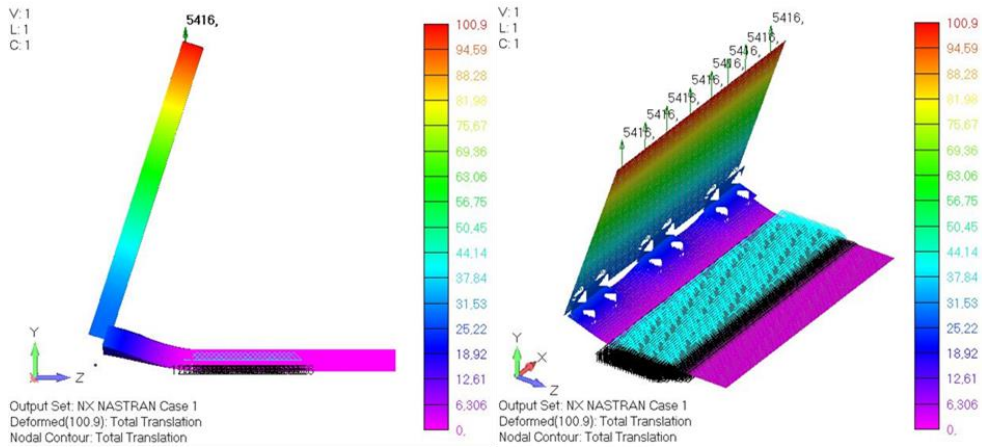 V: 1
L: 1
C: 1
5416,
100,9
94,59
88,28
81,98
75,67
69,36
63,06
56,75
50,45
44,14
37,84
31,53
25,22
18,92
12,61
6,306
0,
Y
X
Z
Output Set: NX NASTRAN Case 1
Deformed(100.9): Total Translation
Nodal Contour: Total Translation
V: 1
L: 1
C: 1
5416,
5416,
5416,
5416,
5416,
5416,
5416,
5416,
100,9
94,59
88,28
81,98
75,67
69,36
63,06
56,75
50,45
44,14
37,84
31,53
25,22
18,92
12,61
6,306
0,
Y
X
Z
Output Set: NX NASTRAN Case 1
Deformed(100.9): Total Translation
Nodal Contour: Total Translation